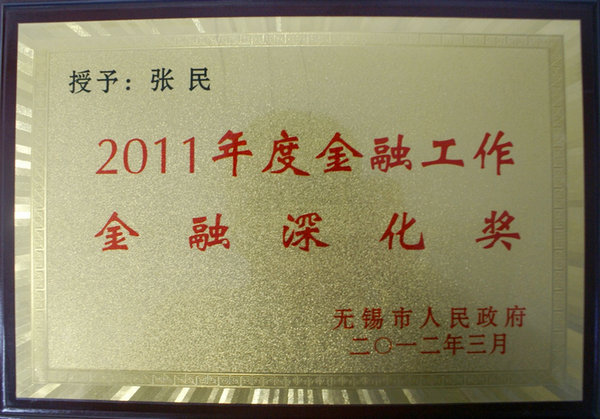 授予：张民
2011年度金融工作
金融深化奖
无锡市人民政府
二〇一二年三月